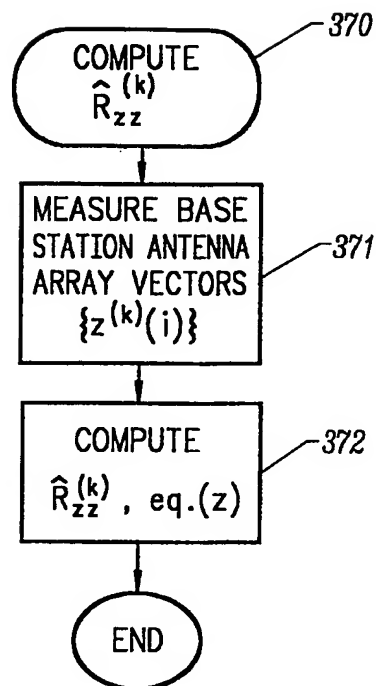 370
COMPUTE
R̂zz^(k)
MEASURE BASE
STATION ANTENNA
ARRAY VECTORS
{z^(k)(i)}
371
COMPUTE
R̂zz^(k), eq.(z)
372
END